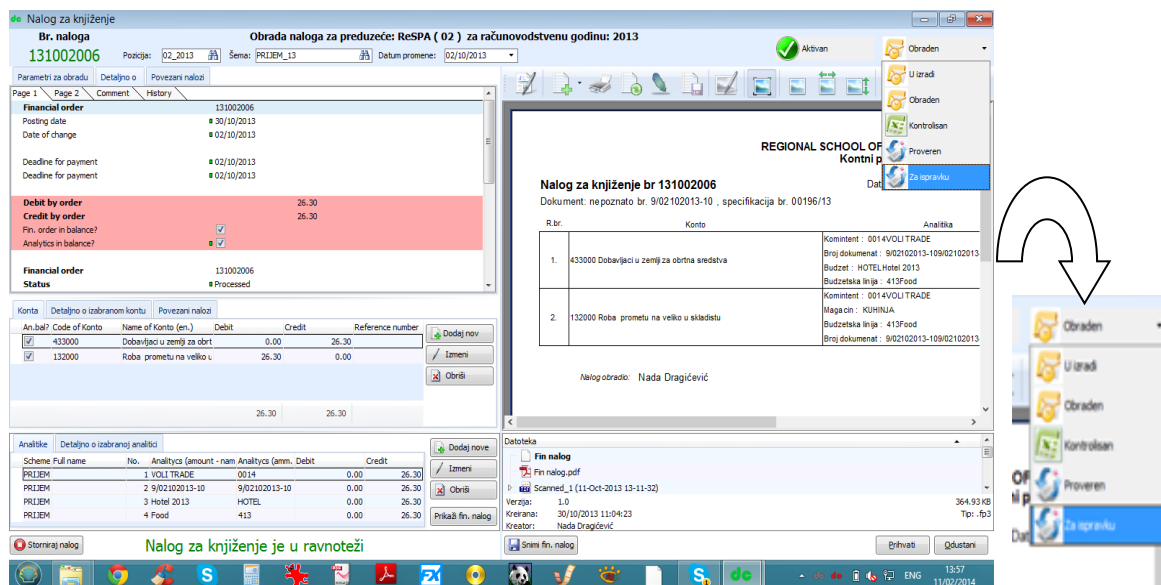 dc Nalog za knjiženje
Br. naloga
131002006
Obrada naloga za preduzeće: ReSPA ( 02 ) za računovodstvenu godinu: 2013
Pozicija: 02_2013 Šema: PRIJEM_13 Datum promene: 02/10/2013
Aktivan
Obrađen
U izradi
Obrađen
Kontrolisan
Proveren
Za ispravku
Parametri za obradu Detaljno o Povezani nalozi
Page 1 Page 2 Comment History
Financial order 131002006
Posting date 30/10/2013
Date of change 02/10/2013
Deadline for payment 02/10/2013
Deadline for payment 02/10/2013
Debit by order 26.30
Credit by order 26.30
Fin. order in balance?
Analytics in balance?
Financial order 131002006
Status Processed
REGIONAL SCHOOL OF
Kontni p
Nalog za knjiženje br 131002006
Dat
Dokument: nepoznato br. 9/02102013-10 , specifikacija br. 00196/13
R.br. Konto Analitika
1. 433000 Dobavljaci u zemlji za obrtna sredstva
Komintent : 0014VOLI TRADE
Broj dokumenat : 9/02102013-109/02102013-
Budzet : HOTELHotel 2013
Budzetska linija : 413Food
2. 132000 Roba prometu na veliko u skladistu
Komintent : 0014VOLI TRADE
Magacin : KUHINJA
Budzetska linija : 413Food
Broj dokumenat : 9/02102013-109/02102013-
Nalog obradio: Nada Dragićević
Konta Detaljno o izabranom kontu Povezani nalozi
An.bal? Code of Konto Name of Konto (en.) Debit Credit Reference number
433000 Dobavljaci u zemlji za obrt 0.00 26.30
132000 Roba prometu na veliko u 26.30 0.00
26.30 26.30
Dodaj nov
Izmeni
Obriši
Analitike Detaljno o izabranoj analitici
Scheme Full name No. Analitycs (amount - nam Analitycs (amm. Debit Credit
PRIJEM 1 VOLI TRADE 0014 0.00 26.30
PRIJEM 2 9/02102013-10 9/02102013-10 0.00 26.30
PRIJEM 3 Hotel 2013 HOTEL 0.00 26.30
PRIJEM 4 Food 413 0.00 26.30
Dodaj nove
Izmeni
Obriši
Prikaži fin. nalog
Datoteka
Fin nalog
Fin nalog.pdf
Scanned_1 (11-Oct-2013 13-11-32)
Verzija: 1.0 364.93 KB
Kreirana: 30/10/2013 11:04:23 Tip: .fp3
Kreator: Nada Dragićević
Storniraj nalog
Nalog za knjiženje je u ravnoteži
Snimi fin. nalog
Prihvati
Odustani
dc
ENG
13:57
11/02/2014
Obrađen
U izradi
Obrađen
Kontrolisan
OF
ni p
Proveren
Dat
Za ispravku